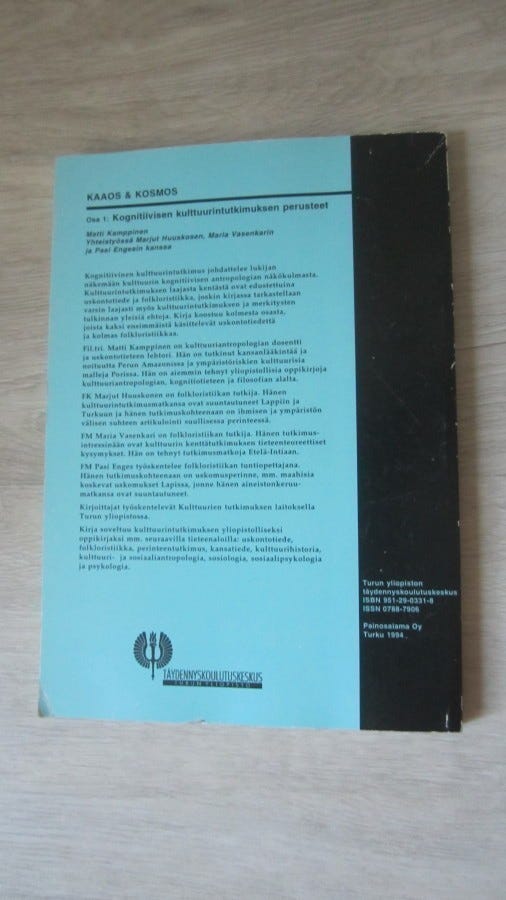 KAAOS & KOSMOS
Osa 1: Kognitiivisen kulttuurintutkimuksen perusteet
Matti Kamppinen
Yhteistyössä Marjut Huuskosen, Maria Vasenkarin
ja Pasi Engesin kanssa
Kognitiivinen kulttuurintutkimus johdattelee lukijan
näkemään kulttuurin kognitiivisen antropologian näkökulmasta.
Kulttuurintutkimuksen laajasta kentästä ovat edustettuina
uskontotiede ja folkloristiikka, joskin kirjassa tarkastellaan
varsin laajasti myös kulttuurintutkimuksen ja merkitysten
tulkinnan yleisiä ehtoja. Kirja koostuu kolmesta osasta,
joista kaksi ensimmäistä käsittelevät uskontotiedettä
ja kolmas folkloristiikkaa.
Fil.tri. Matti Kamppinen on kulttuuriantropologian dosentti
ja uskontotieteen lehtori. Hän on tutkinut kansanlääkintää ja
noituutta Perun Amazonissa ja ympäristöriskien kulttuurisia
malleja Porissa. Hän on aiemmin tehnyt yliopistollisia oppikirjoja
kulttuuriantropologian, kognitiotieteen ja filosofian alalta.
FK Marjut Huuskonen on folkloristiikan tutkija. Hänen
kulttuurintutkimusmatkansa ovat suuntautuneet Lappiin ja
Turkuun ja hänen tutkimuskohteenaan on ihmisen ja ympäristön
välisen suhteen artikulointi suullisessa perinteessä.
FM Maria Vasenkari on folkloristiikan tutkija. Hänen tutkimus-
intressinään ovat kulttuurin kenttätutkimuksen tieteenteoreettiset
kysymykset. Hän on tehnyt tutkimusmatkoja Etelä-Intiaan.
FM Pasi Enges työskentelee folkloristiikan tuntiopettajana.
Hänen tutkimuskohteenaan on uskomusperinne, mm. maahisia
koskevat uskomukset Lapissa, jonne hänen aineistonkeruu-
matkansa ovat suuntautuneet.
Kirjoittajat työskentelevät Kulttuurien tutkimuksen laitoksella
Turun yliopistossa.
Kirja soveltuu kulttuurintutkimuksen yliopistolliseksi
oppikirjaksi mm. seuraavilla tieteenaloilla: uskontotiede,
folkloristiikka, perinteentutkimus, kansatiede, kulttuurihistoria,
kulttuuri- ja sosiaaliantropologia, sosiologia, sosiaalipsykologia
ja psykologia.
TÄYDENNYSKOULUTUSKESKUS
TURUN YLIOPISTO
Turun yliopiston
täydennyskoulutuskeskus
ISBN 951-29-0331-8
ISSN 0788-7906
Painosalama Oy
Turku 1994